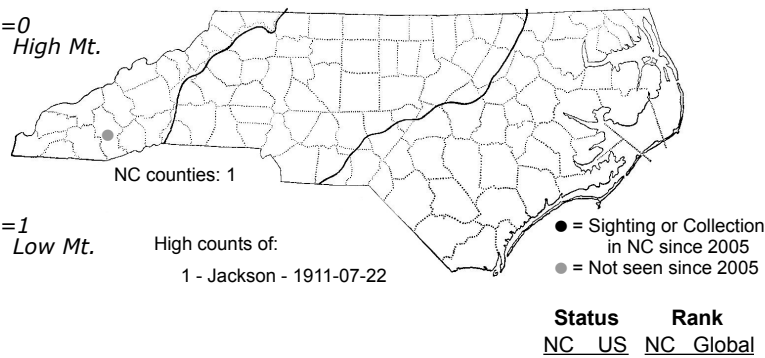 =0
High Mt.
NC counties: 1
=1
Low Mt.
High counts of:
1 - Jackson - 1911-07-22
● = Sighting or Collection
in NC since 2005
● = Not seen since 2005
Status Rank
NC US NC Global